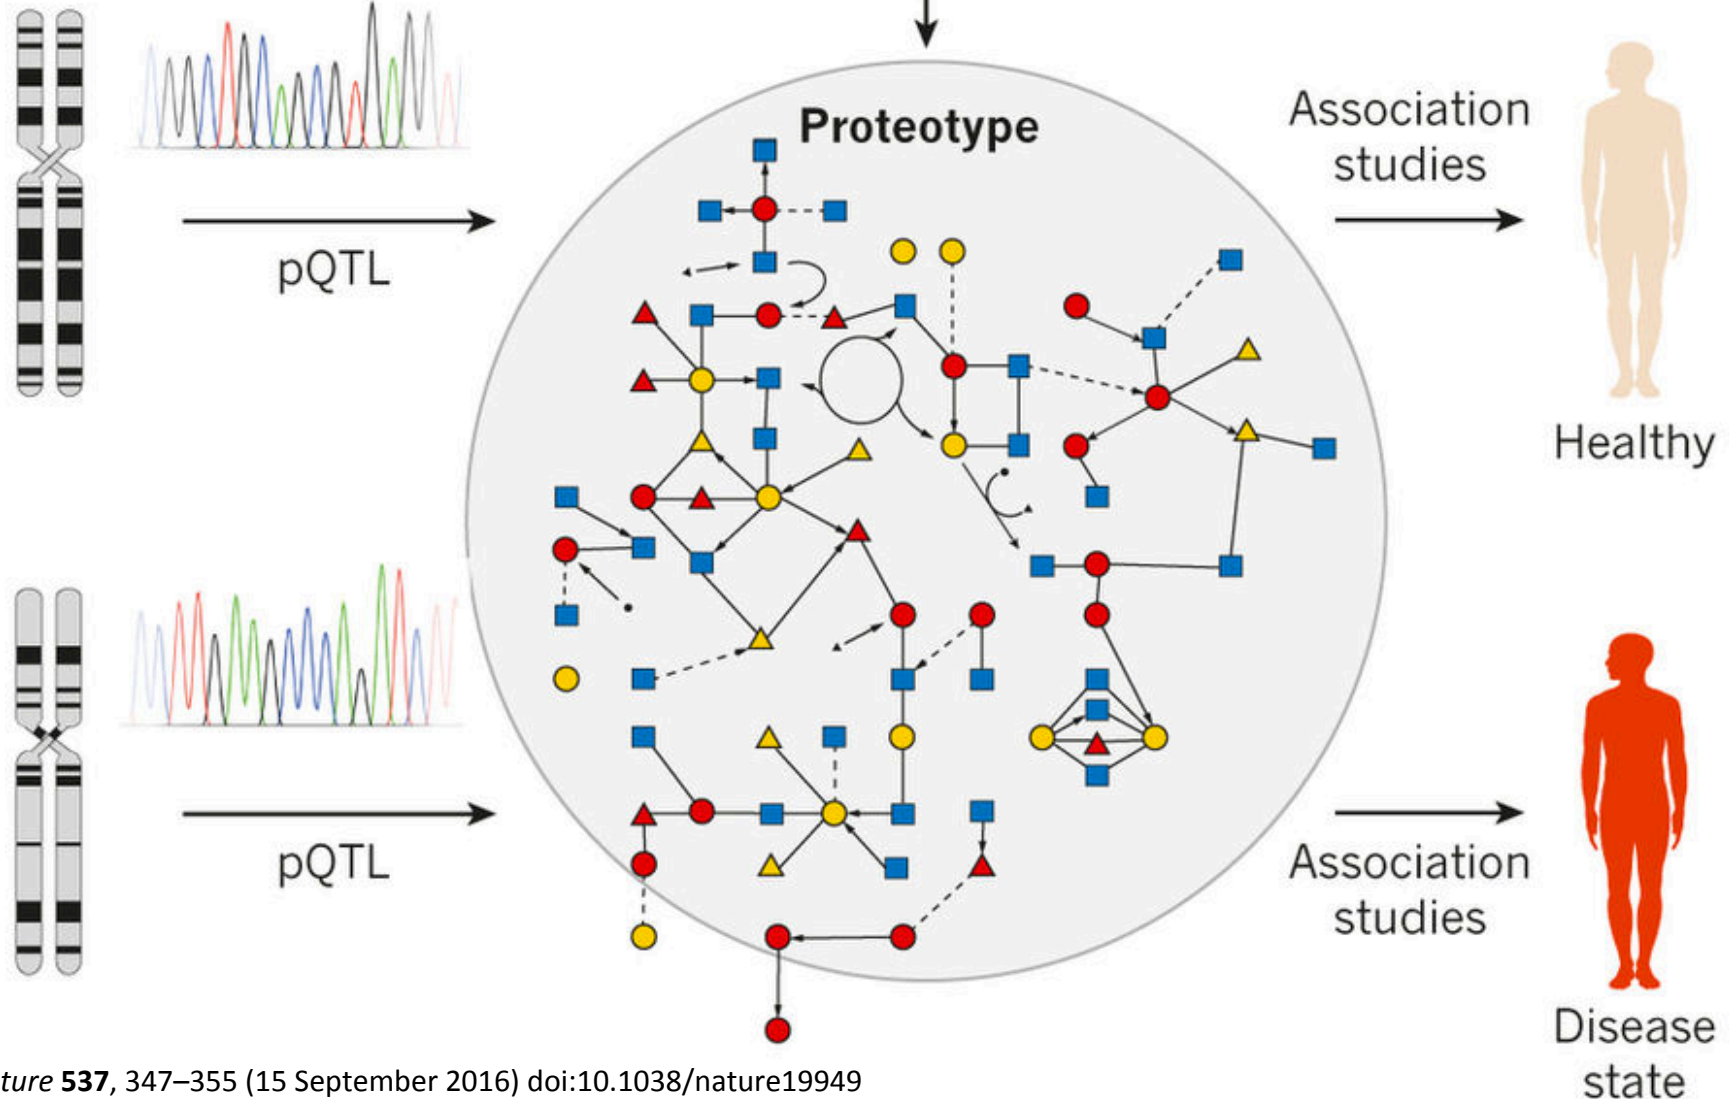 Proteotype
Association
studies
pQTL
Healthy
pQTL
Association
studies
Disease
state
ture 537, 347–355 (15 September 2016) doi:10.1038/nature19949